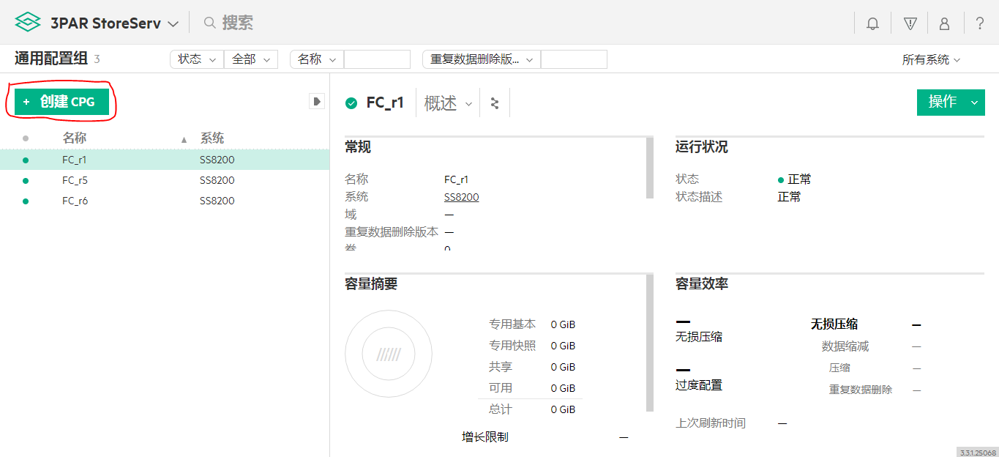 3PAR StoreServ 搜索 ?
通用配置组 3 状态 全部 名称 重复数据删除版... 所有系统
+ 创建 CPG
名称 系统
FC_r1 SS8200
FC_r5 SS8200
FC_r6 SS8200
FC_r1 概述 操作
常规
名称 FC_r1
系统 SS8200
域 —
重复数据删除版本 —
卷 0
运行状况
状态 正常
状态描述 正常
容量摘要
专用基本 0 GiB
专用快照 0 GiB
共享 0 GiB
可用 0 GiB
总计 0 GiB
增长限制 —
容量效率
—
无损压缩
—
过度配置
无损压缩 —
数据缩减 —
压缩 —
重复数据删除 —
上次刷新时间 —
3.3.1.25068